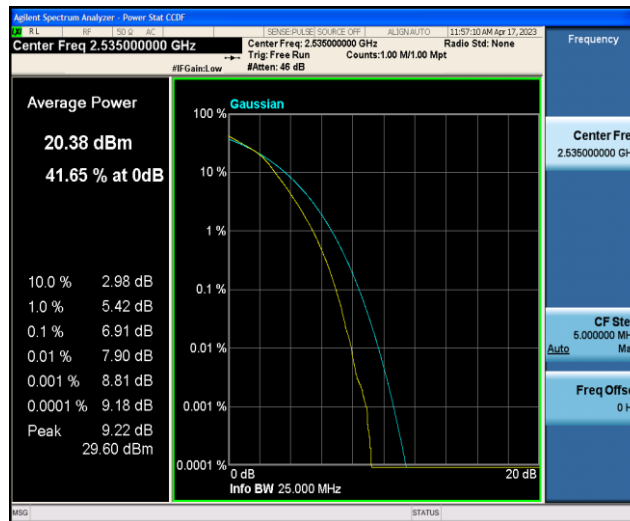 Agilent Spectrum Analyzer - Power Stat CCDF
RL RF 50 Ω AC SENSE:PULSE SOURCE OFF ALIGN AUTO 11:57:10 AM Apr 17, 2023
Center Freq 2.535000000 GHz
Center Freq: 2.535000000 GHz Radio Std: None
Trig: Free Run Counts:1.00 M/1.00 Mpt
#IFGain:Low #Atten: 46 dB
Frequency
Average Power
20.38 dBm
41.65 % at 0dB
10.0 % 2.98 dB
1.0 % 5.42 dB
0.1 % 6.91 dB
0.01 % 7.90 dB
0.001 % 8.81 dB
0.0001 % 9.18 dB
Peak 9.22 dB
29.60 dBm
Gaussian
100 %
10 %
1 %
0.1 %
0.01 %
0.001 %
0.0001 %
0 dB 20 dB
Info BW 25.000 MHz
Center Fre
2.535000000 GH
CF Ste
5.000000 MH
Auto Ma
Freq Offs
0 H
MSG STATUS